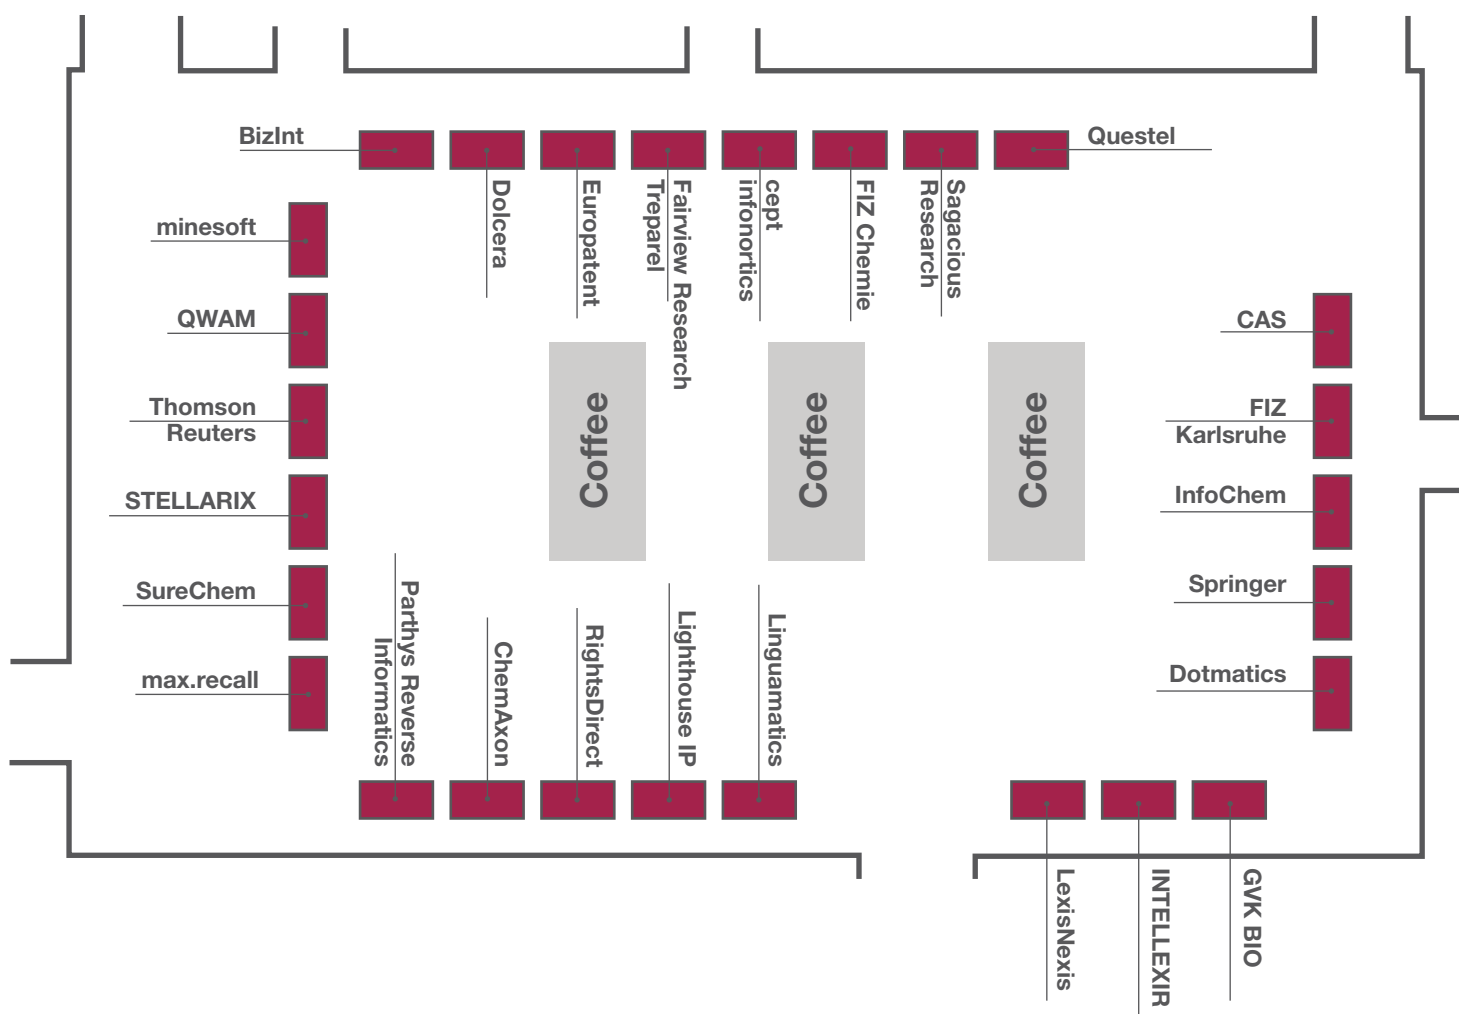 BizInt
Questel
Dolcera
Europatent
Fairview Research
Treparel
cept
infonortics
FIZ Chemie
Sagacious
Research
minesoft
QWAM
Thomson
Reuters
STELLARIX
SureChem
max.recall
Coffee
Coffee
Coffee
CAS
FIZ
Karlsruhe
InfoChem
Springer
Dotmatics
Parthys Reverse
Informatics
ChemAxon
RightsDirect
Lighthouse IP
Linguamatics
LexisNexis
INTELLEXIR
GVK BIO